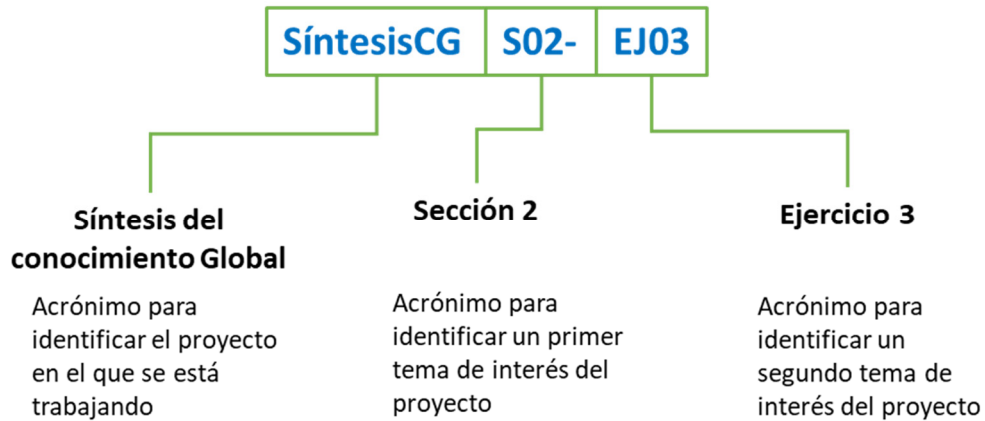 SíntesisCG S02- EJ03
Síntesis del
conocimiento Global
Acrónimo para
identificar el proyecto
en el que se está
trabajando
Sección 2
Acrónimo para
identificar un primer
tema de interés del
proyecto
Ejercicio 3
Acrónimo para
identificar un
segundo tema de
interés del proyecto